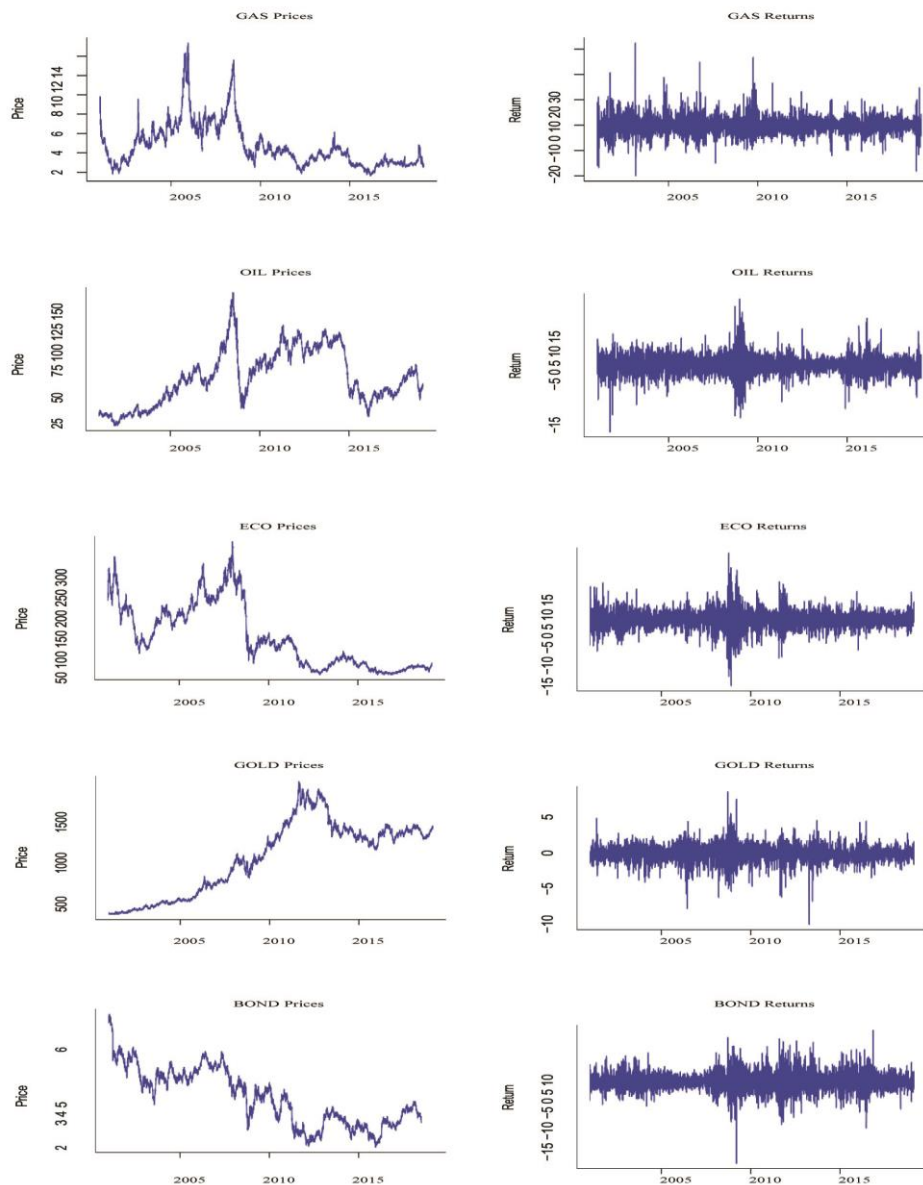 GAS Prices
Price
2 4 6 8 10 12 14
2005 2010 2015
GAS Returns
Return
-20 -10 0 10 20 30
2005 2010 2015
OIL Prices
Price
25 50 75 100 125 150
2005 2010 2015
OIL Returns
Return
-15 -5 0 5 10 15
2005 2010 2015
ECO Prices
Price
50 100 150 200 250 300
2005 2010 2015
ECO Returns
Return
-15 -10 -5 0 5 10 15
2005 2010 2015
GOLD Prices
Price
500 1000 1500
2005 2010 2015
GOLD Returns
Return
-10 -5 0 5
2005 2010 2015
BOND Prices
Price
2 3 4 5 6
2005 2010 2015
BOND Returns
Return
-15 -10 -5 0 5 10
2005 2010 2015